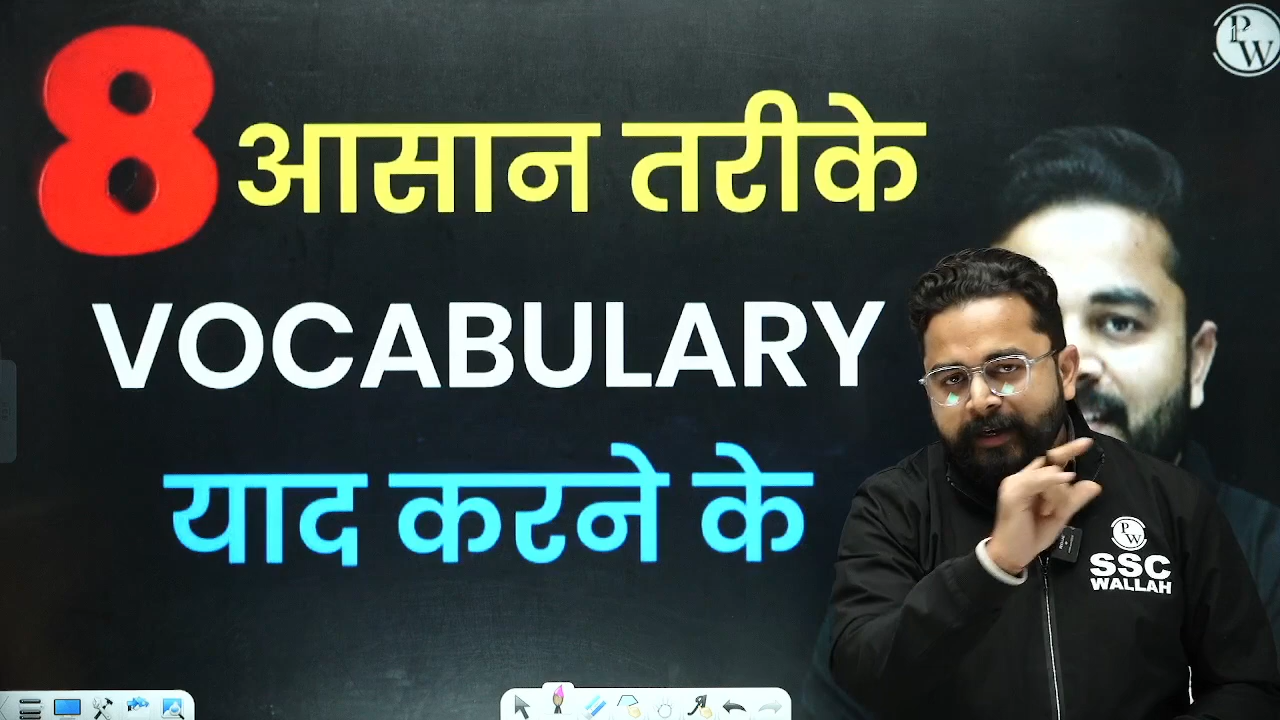 PW
8 आसान तरीके
VOCABULARY
याद करने के
PW
SSC
WALLAH